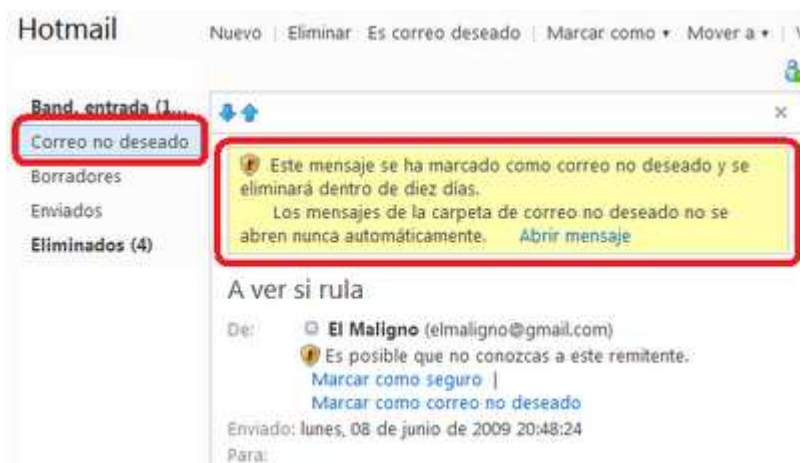 Hotmail
Nuevo | Eliminar Es correo deseado | Marcar como ▾ Mover a ▾ |
Band. entrada (1...
Correo no deseado
Borradores
Enviados
Eliminados (4)
Este mensaje se ha marcado como correo no deseado y se
eliminará dentro de diez días.
Los mensajes de la carpeta de correo no deseado no se
abren nunca automáticamente. Abrir mensaje
A ver si rula
De: El Maligno (elmaligno@gmail.com)
Es posible que no conozcas a este remitente.
Marcar como seguro |
Marcar como correo no deseado
Enviado: lunes, 08 de junio de 2009 20:48:24
Para: